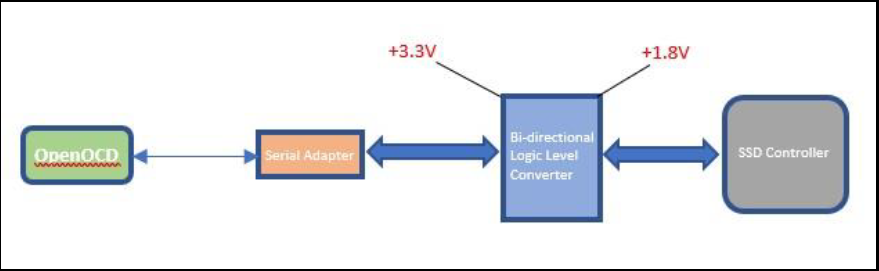 +3.3V
+1.8V
OpenOCD
Serial Adapter
Bi-directional
Logic Level
Converter
SSD Controller